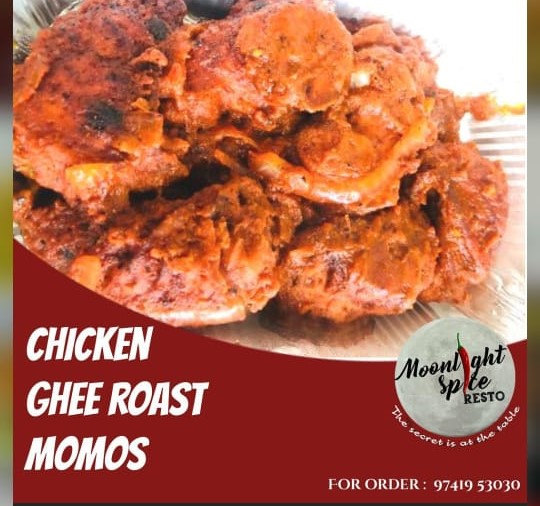 CHICKEN
GHEE ROAST
MOMOS
Moonlight
Spice
RESTO
The secret is at the table
FOR ORDER : 97419 53030